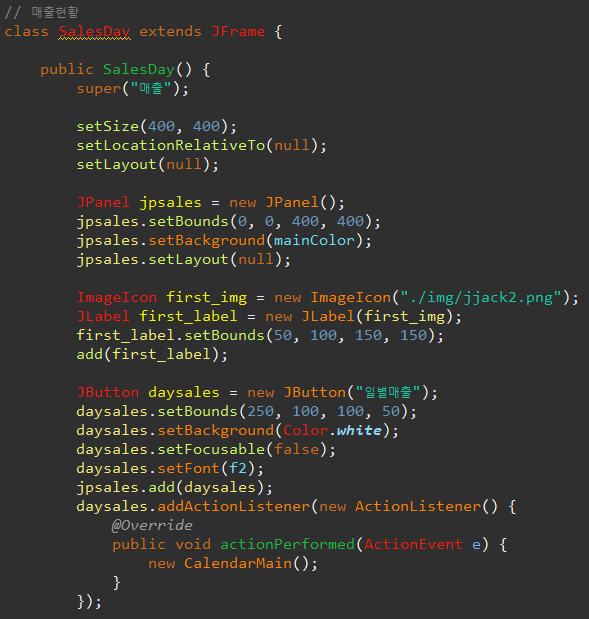 // 매출현황
class SalesDay extends JFrame {
public SalesDay() {
super("매출");
setSize(400, 400);
setLocationRelativeTo(null);
setLayout(null);
JPanel jpsales = new JPanel();
jpsales.setBounds(0, 0, 400, 400);
jpsales.setBackground(mainColor);
jpsales.setLayout(null);
ImageIcon first_img = new ImageIcon("./img/jjack2.png");
JLabel first_label = new JLabel(first_img);
first_label.setBounds(50, 100, 150, 150);
add(first_label);
JButton daysales = new JButton("일별매출");
daysales.setBounds(250, 100, 100, 50);
daysales.setBackground(Color.white);
daysales.setFocusable(false);
daysales.setFont(f2);
jpsales.add(daysales);
daysales.addActionListener(new ActionListener() {
@Override
public void actionPerformed(ActionEvent e) {
new CalendarMain();
}
});